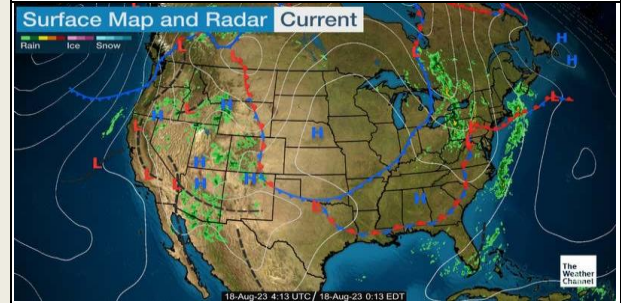 Surface Map and Radar Current
Rain Ice Snow
L L H
H
L
H L
H H
L H
L H
L L H H
H
L
The
Weather
Channel
18-Aug-23 4:13 UTC / 18-Aug-23 0:13 EDT